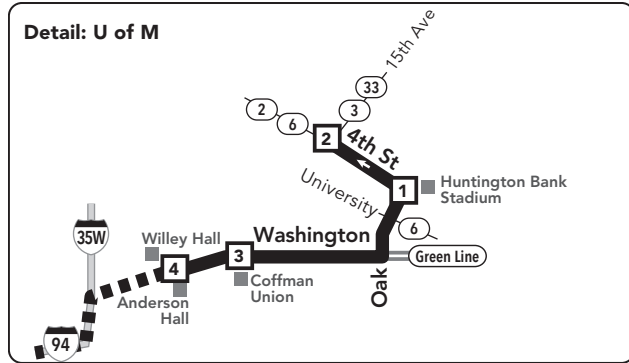 Detail: U of M
15th Ave
33
3
2
6
2
4th St
1
Huntington Bank
Stadium
University
6
Washington
Green Line
Oak
35W
Willey Hall
3
4
Coffman
Union
Anderson
Hall
94